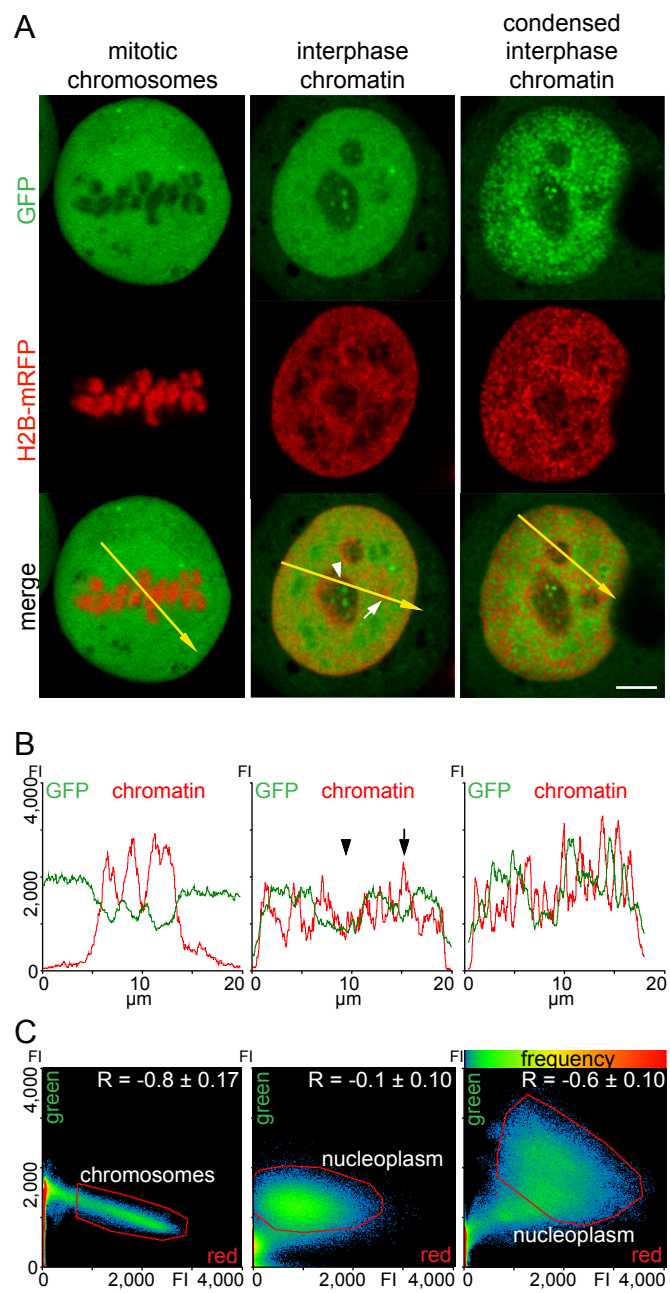 A
mitotic chromosomes
interphase chromatin
condensed interphase chromatin
GFP
H2B-mRFP
merge
B
FI
4,000
2,000
0
GFP chromatin
0 10 20
µm
FI
GFP chromatin
0 10 20
µm
FI
GFP chromatin
0 10 20
µm
C
FI
4,000
2,000
0
green
R = -0.8 ± 0.17
chromosomes
red
0 2,000 FI 4,000
FI
green
R = -0.1 ± 0.10
nucleoplasm
red
0 2,000 FI 4,000
FI
frequency
green
R = -0.6 ± 0.10
nucleoplasm
red
0 2,000 FI 4,000